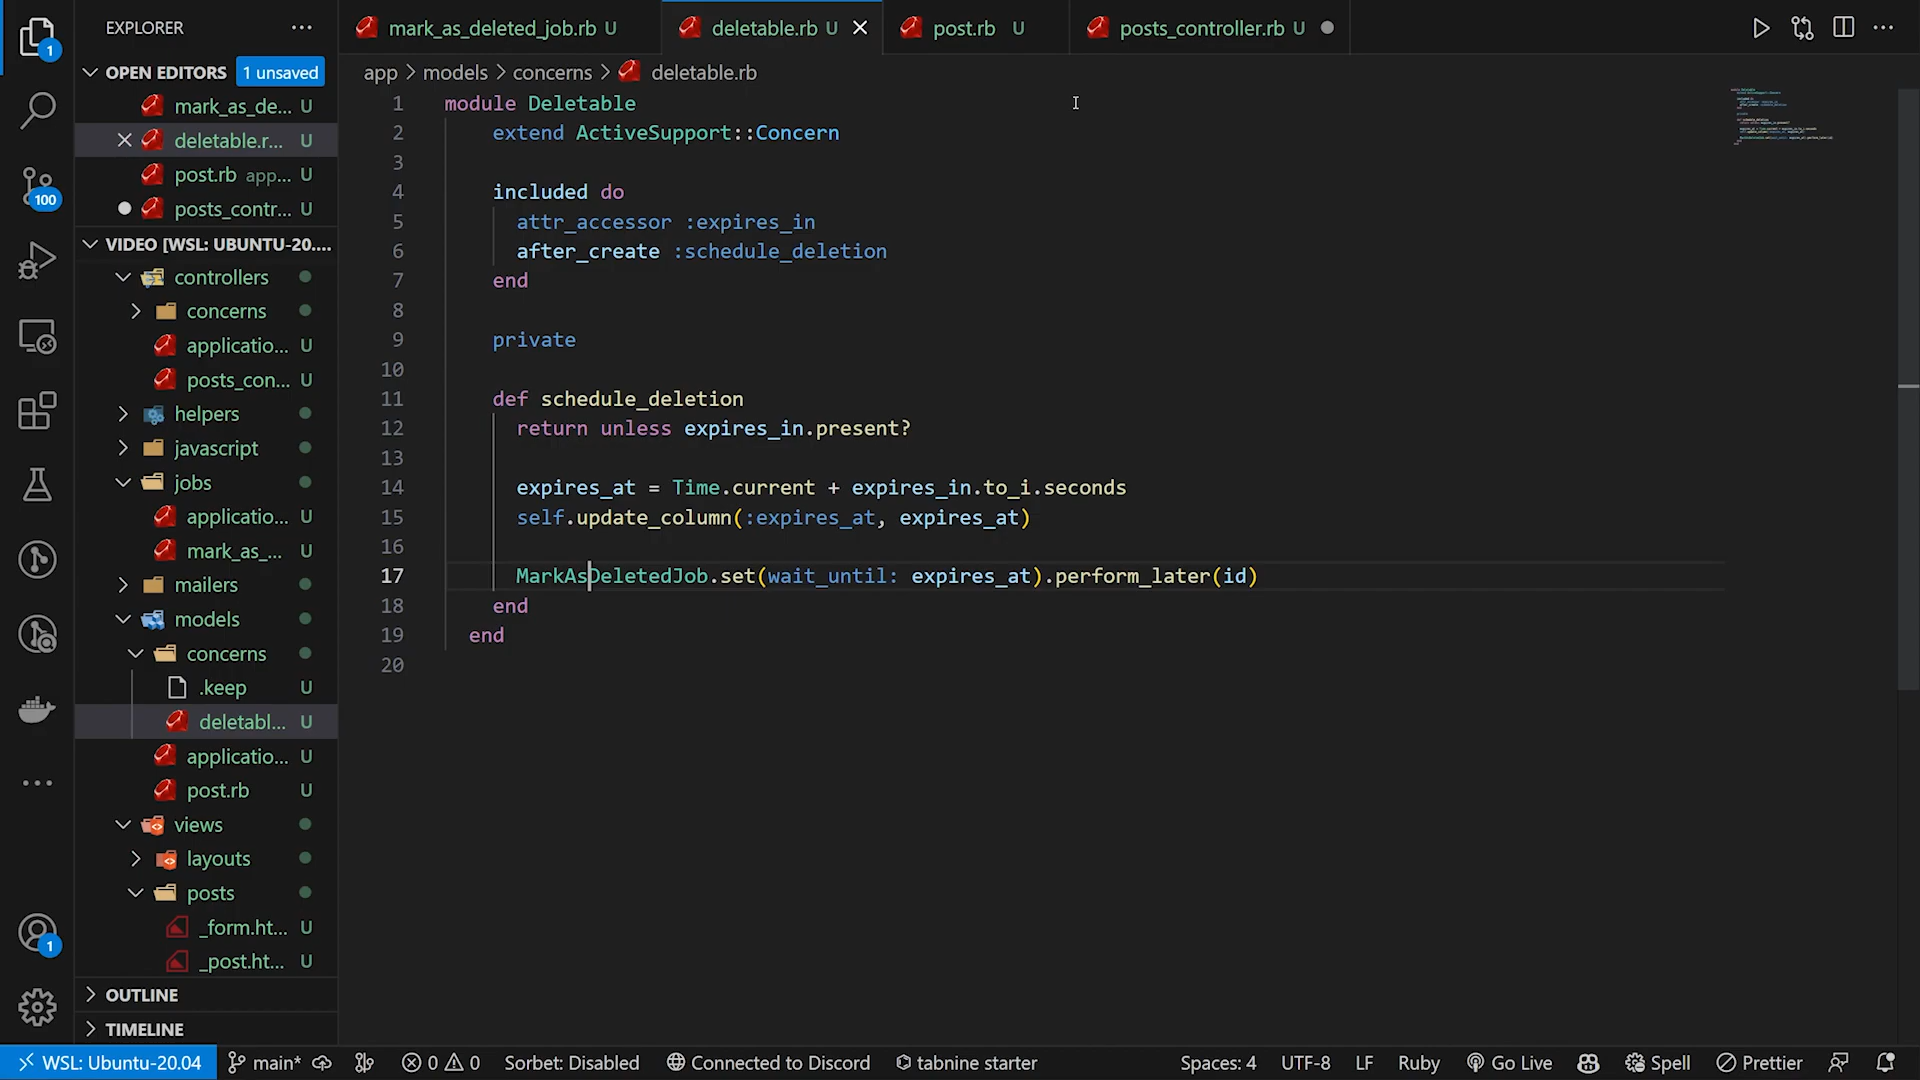 EXPLORER
mark_as_deleted_job.rb U
deletable.rb U
post.rb U
posts_controller.rb U
OPEN EDITORS
1 unsaved
mark_as_de... U
deletable.r... U
post.rb app... U
posts_contr... U
VIDEO [WSL: UBUNTU-20....
controllers
concerns
applicatio... U
posts_con... U
helpers
javascript
jobs
applicatio... U
mark_as_... U
mailers
models
concerns
.keep U
deletabl... U
applicatio... U
post.rb U
views
layouts
posts
_form.ht... U
_post.ht... U
OUTLINE
TIMELINE
1
100
1
app > models > concerns > deletable.rb
1 module Deletable
2 extend ActiveSupport::Concern
3
4 included do
5 attr_accessor :expires_in
6 after_create :schedule_deletion
7 end
8
9 private
10
11 def schedule_deletion
12 return unless expires_in.present?
13
14 expires_at = Time.current + expires_in.to_i.seconds
15 self.update_column(:expires_at, expires_at)
16
17 MarkAsDeletedJob.set(wait_until: expires_at).perform_later(id)
18 end
19 end
20
WSL: Ubuntu-20.04 main* 0 0 Sorbet: Disabled Connected to Discord tabnine starter Spaces: 4 UTF-8 LF Ruby Go Live Spell Prettier